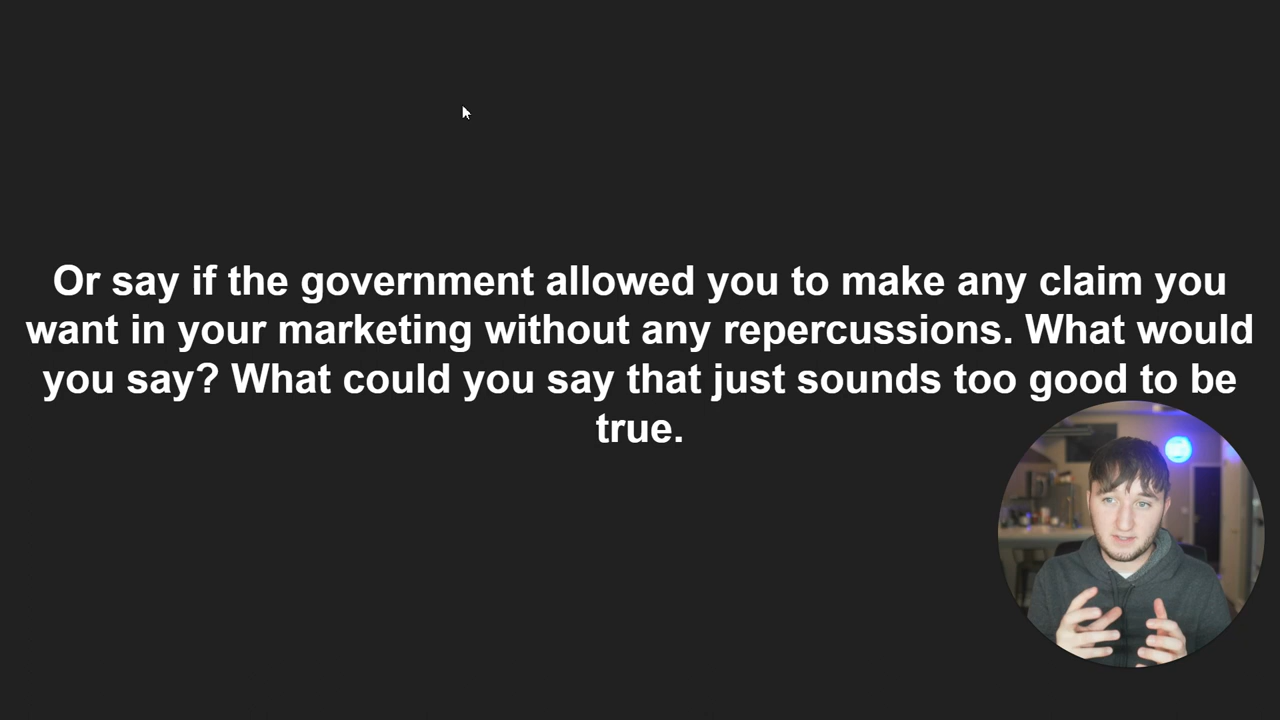 Or say if the government allowed you to make any claim you
want in your marketing without any repercussions. What would
you say? What could you say that just sounds too good to be
true.